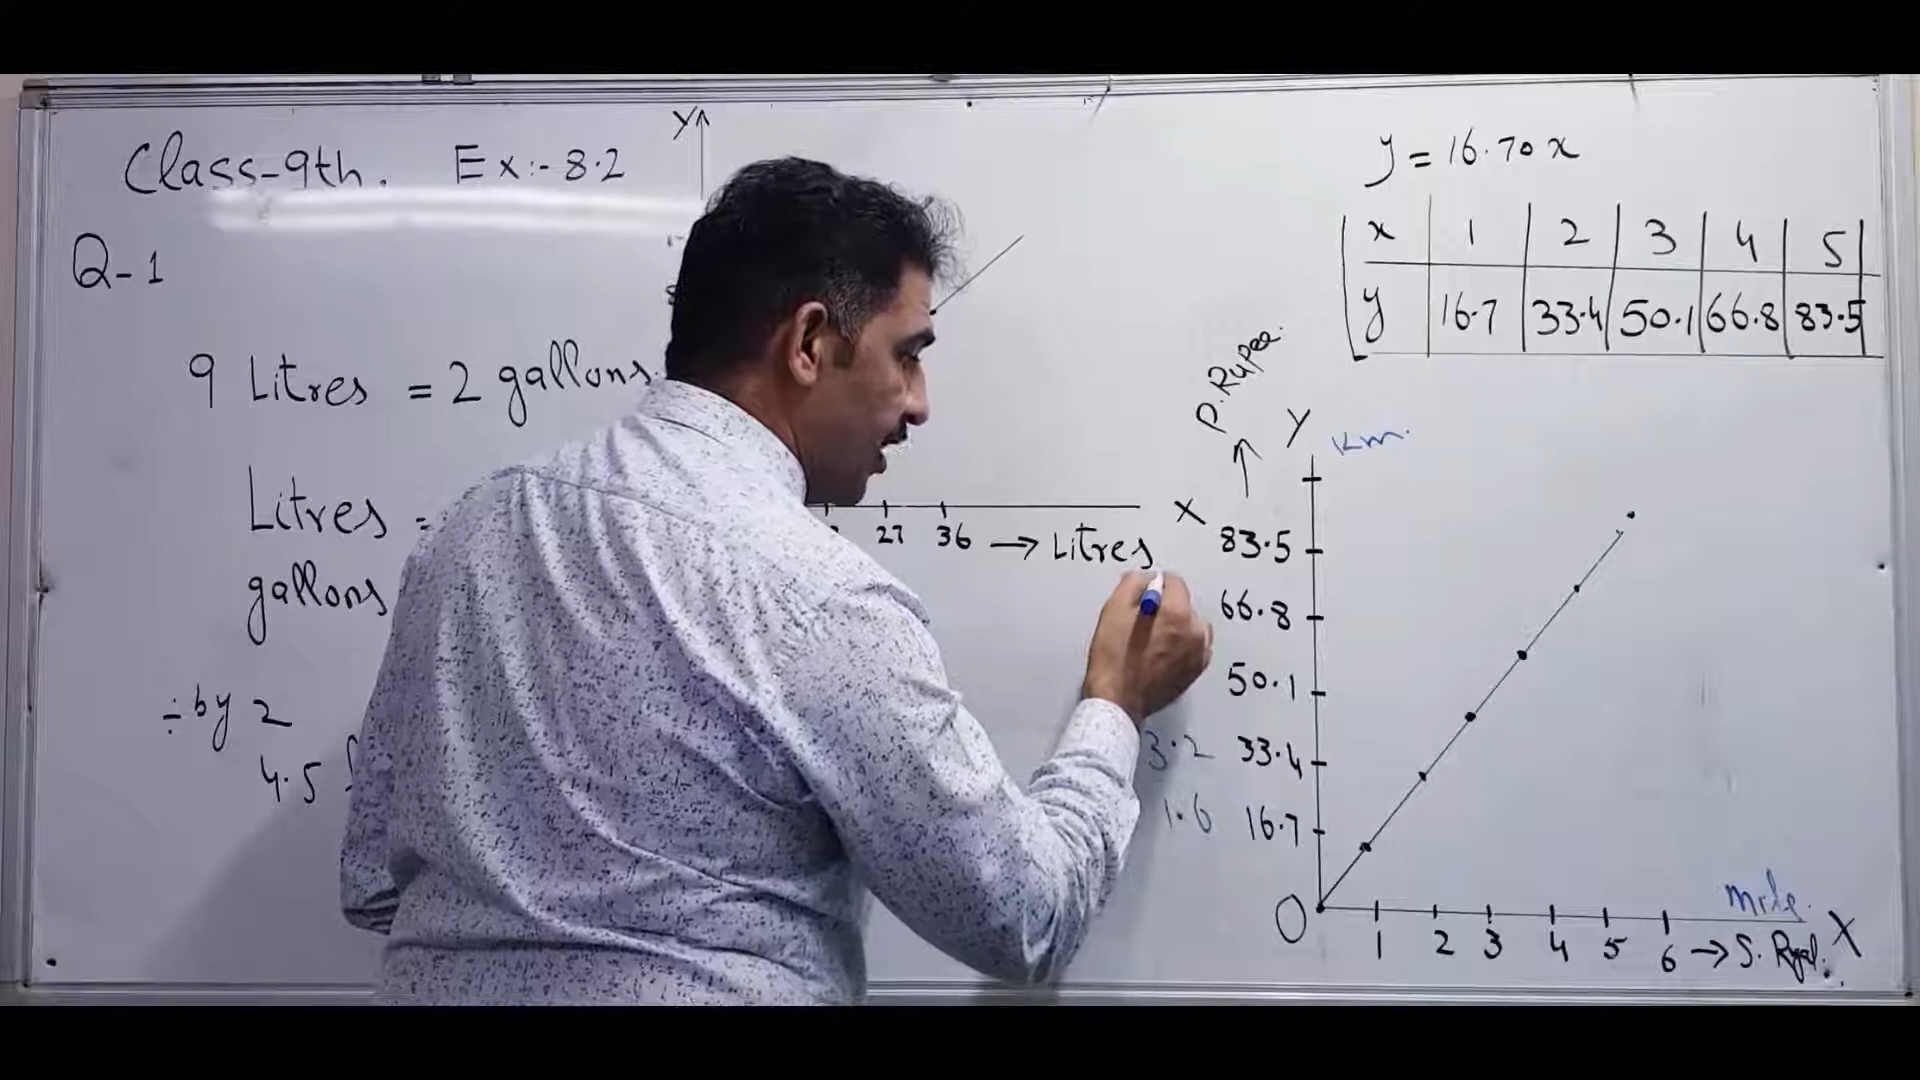 Class-9th. Ex:- 8.2
Q-1
9 Litres = 2 gallons.
Litres =
gallons
÷by 2
4.5
Y
27 36 → Litres
X
y = 16.70 x
x 1 2 3 4 5
y 16.7 33.4 50.1 66.8 83.5
P.Rupee.
Y
Km.
83.5
66.8
50.1
3.2 33.4
1.6 16.7
O
mile.
1 2 3 4 5 6 → S. Ryal. X